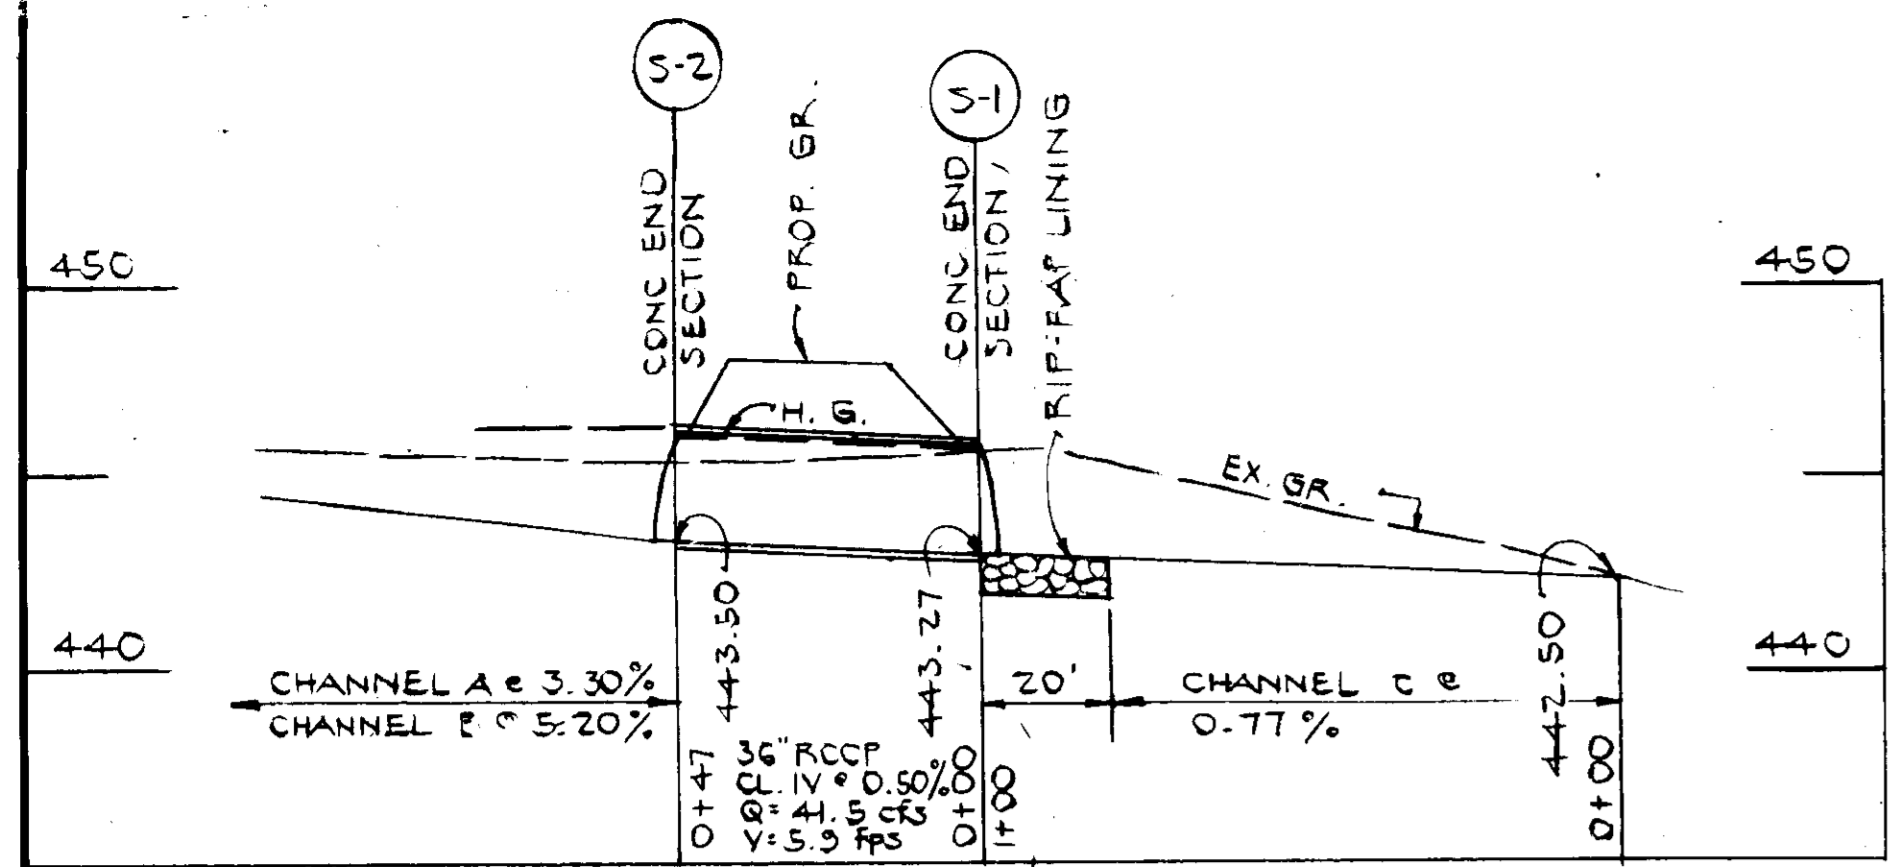 S-2
S-1
CONC END
SECTION
PROP. GR.
CONC END
SECTION,
RIP-RAP LINING
450
450
H. G.
EX. GR.
443.50
443.27
442.50
440
440
CHANNEL A @ 3.30%
CHANNEL B @ 5.20%
20'
CHANNEL C @
0.77%
0+47
36" RCCP
CL. IV @ 0.50%
Q= 41.5 cfs
V= 5.9 fps
0+00
1+00
0+00